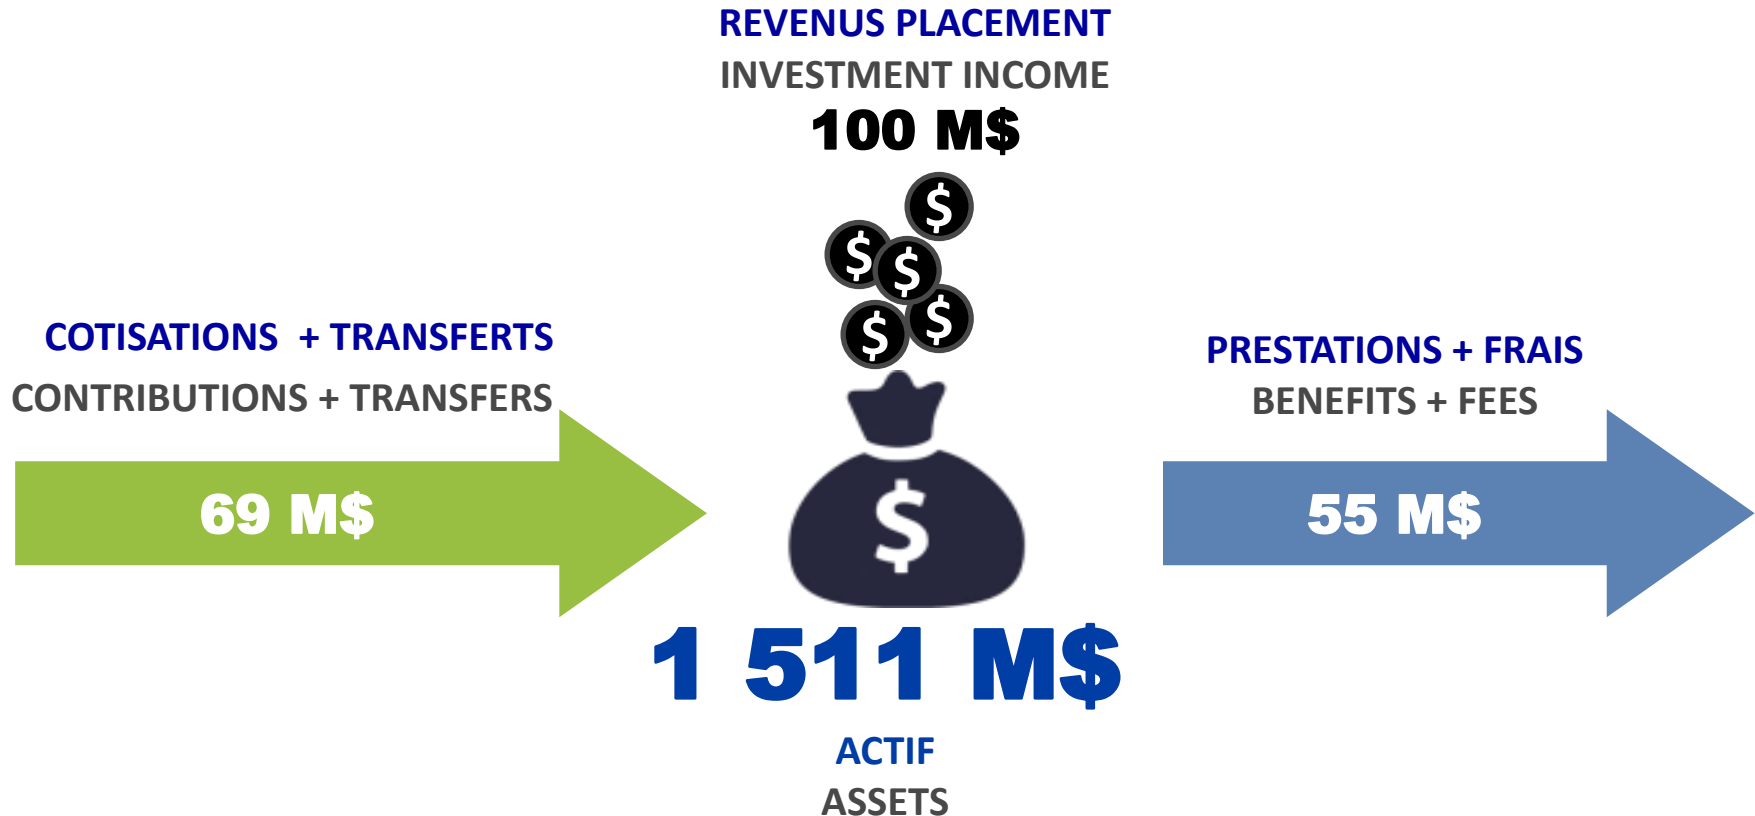 REVENUS PLACEMENT
INVESTMENT INCOME
100 M$
$
$
$
$
$
COTISATIONS + TRANSFERTS
CONTRIBUTIONS + TRANSFERS
69 M$
$
PRESTATIONS + FRAIS
BENEFITS + FEES
55 M$
1 511 M$
ACTIF
ASSETS